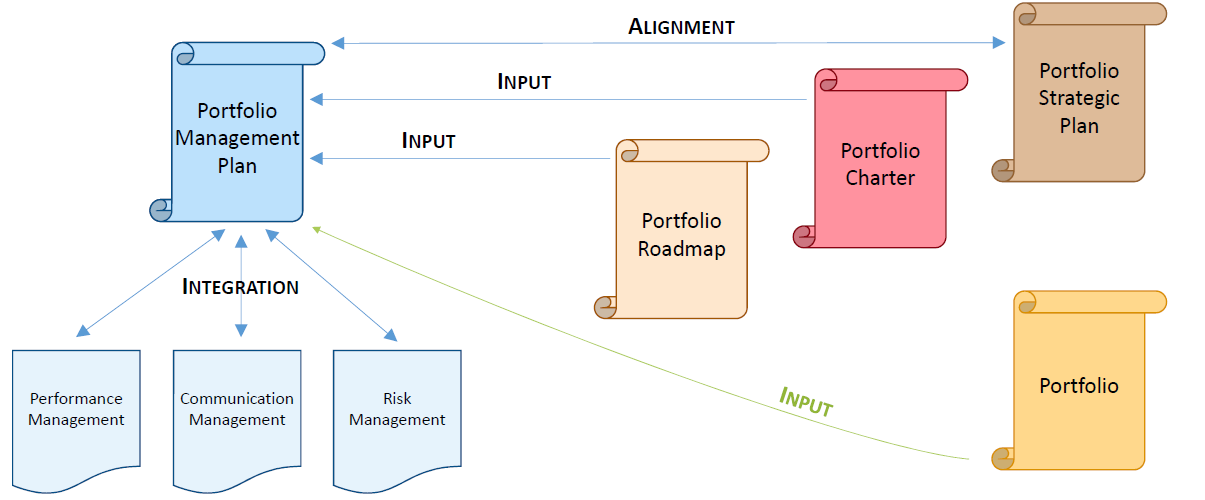 ALIGNMENT
Portfolio
Strategic
Plan
INPUT
Portfolio
Management
Plan
INPUT
Portfolio
Charter
Portfolio
Roadmap
INTEGRATION
Performance
Management
Communication
Management
Risk
Management
INPUT
Portfolio